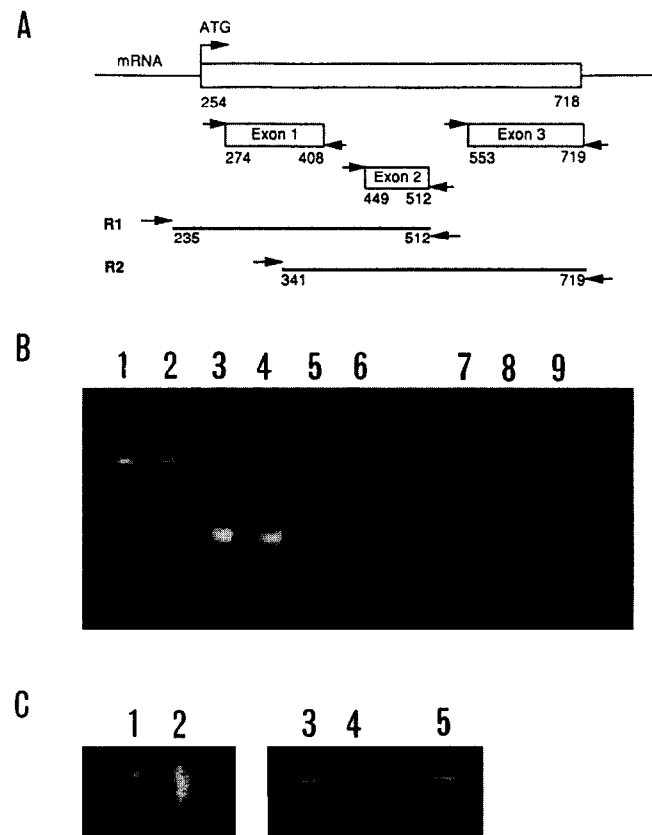 A
ATG
mRNA
254 718
Exon 1 Exon 3
274 408 553 719
Exon 2
449 512
R1
235 512
R2
341 719
B
1 2 3 4 5 6 7 8 9
C
1 2 3 4 5